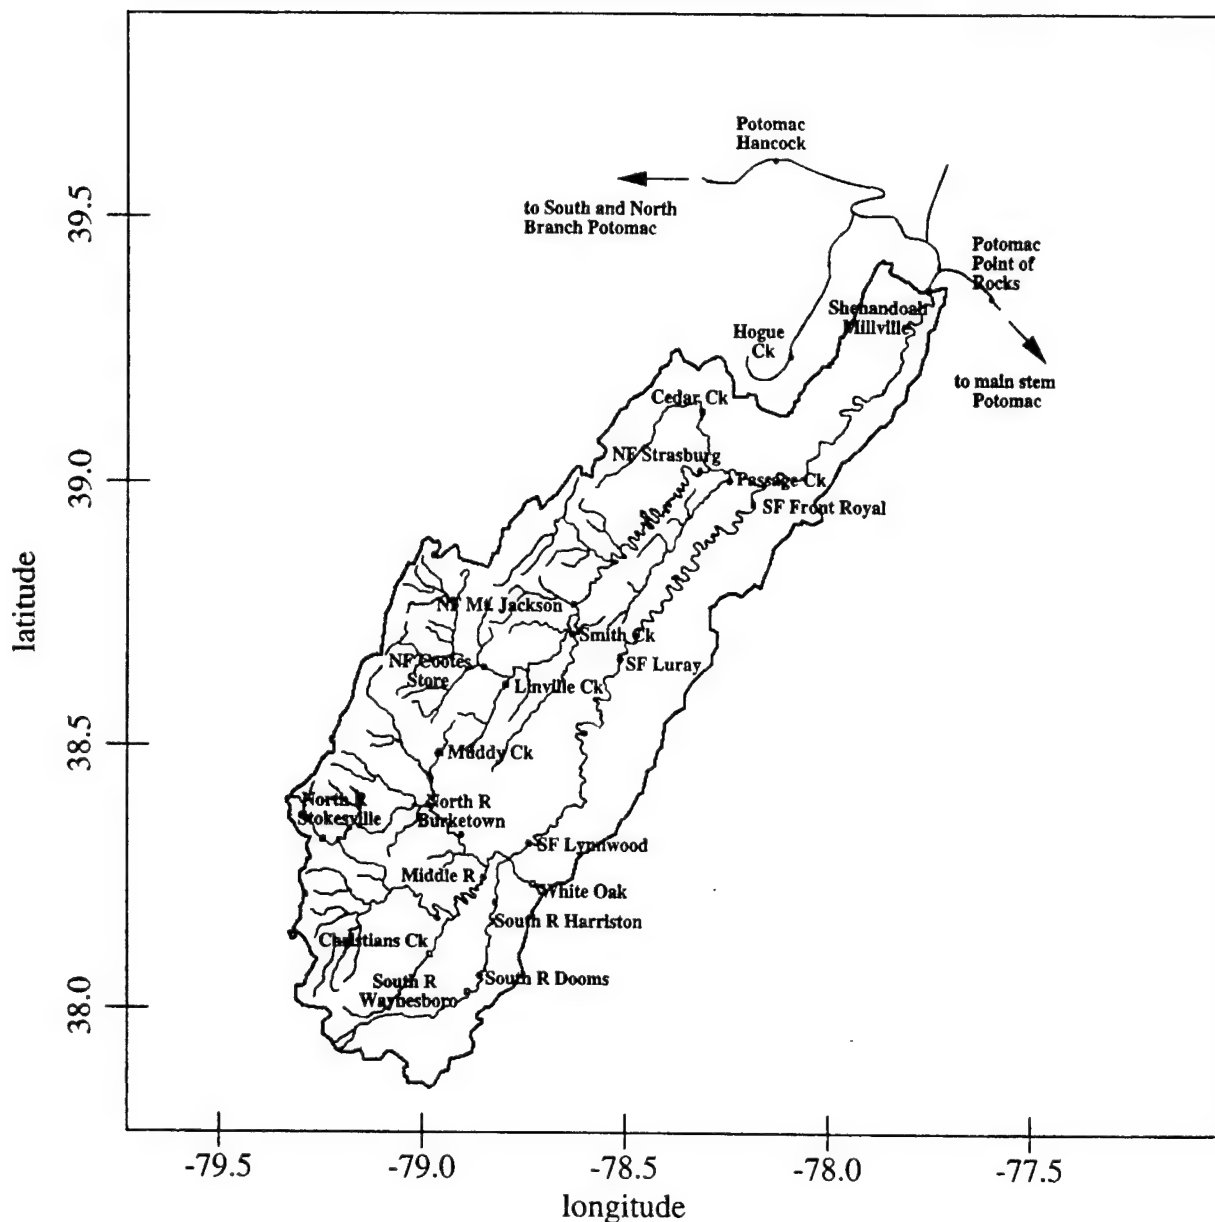 Potomac
Hancock
to South and North
Branch Potomac
39.5
Potomac
Point of
Rocks
Shenandoah
Millville
Hogue
Ck
to main stem
Potomac
Cedar Ck
NF Strasburg
39.0
Passage Ck
SF Front Royal
latitude
NF Mt. Jackson
Smith Ck
NF Cootes
Store
SF Luray
Linville Ck
38.5
Muddy Ck
North R
Stokesville
North R
Burketown
SF Lynnwood
Middle R
White Oak
South R Harriston
Christians Ck
South R
Waynesboro
South R Dooms
38.0
-79.5
-79.0
-78.5
-78.0
-77.5
longitude